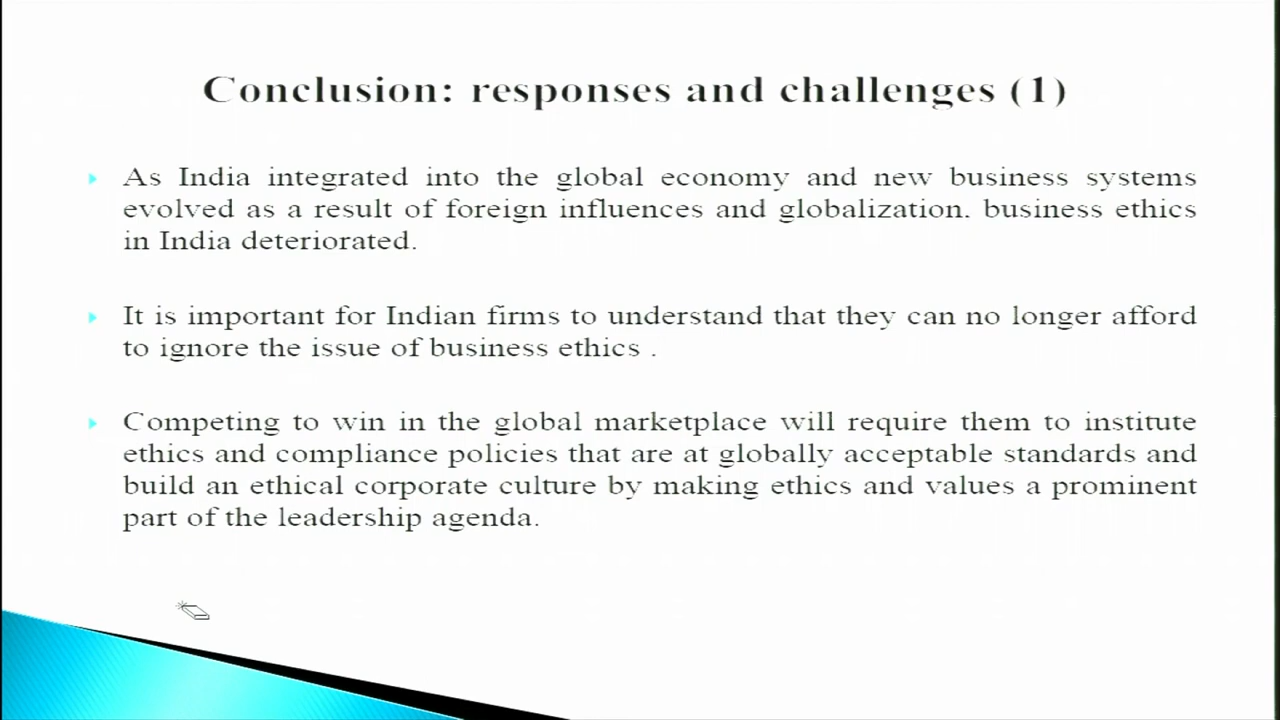 Conclusion: responses and challenges (1)
As India integrated into the global economy and new business systems
evolved as a result of foreign influences and globalization. business ethics
in India deteriorated.
It is important for Indian firms to understand that they can no longer afford
to ignore the issue of business ethics .
Competing to win in the global marketplace will require them to institute
ethics and compliance policies that are at globally acceptable standards and
build an ethical corporate culture by making ethics and values a prominent
part of the leadership agenda.